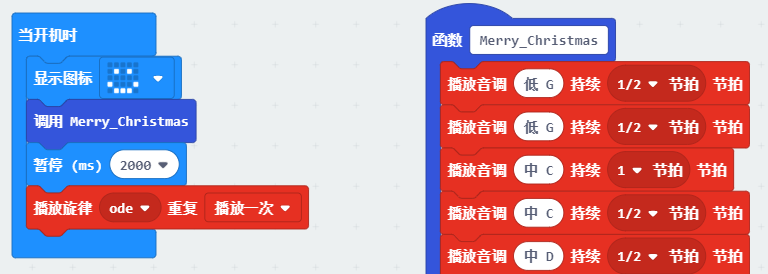 当开机时
显示图标
调用 Merry_Christmas
暂停 (ms) 2000
播放旋律 ode 重复 播放一次
函数 Merry_Christmas
播放音调 低 G 持续 1/2 节拍 节拍
播放音调 低 G 持续 1/2 节拍 节拍
播放音调 中 C 持续 1 节拍 节拍
播放音调 中 C 持续 1/2 节拍 节拍
播放音调 中 D 持续 1/2 节拍 节拍